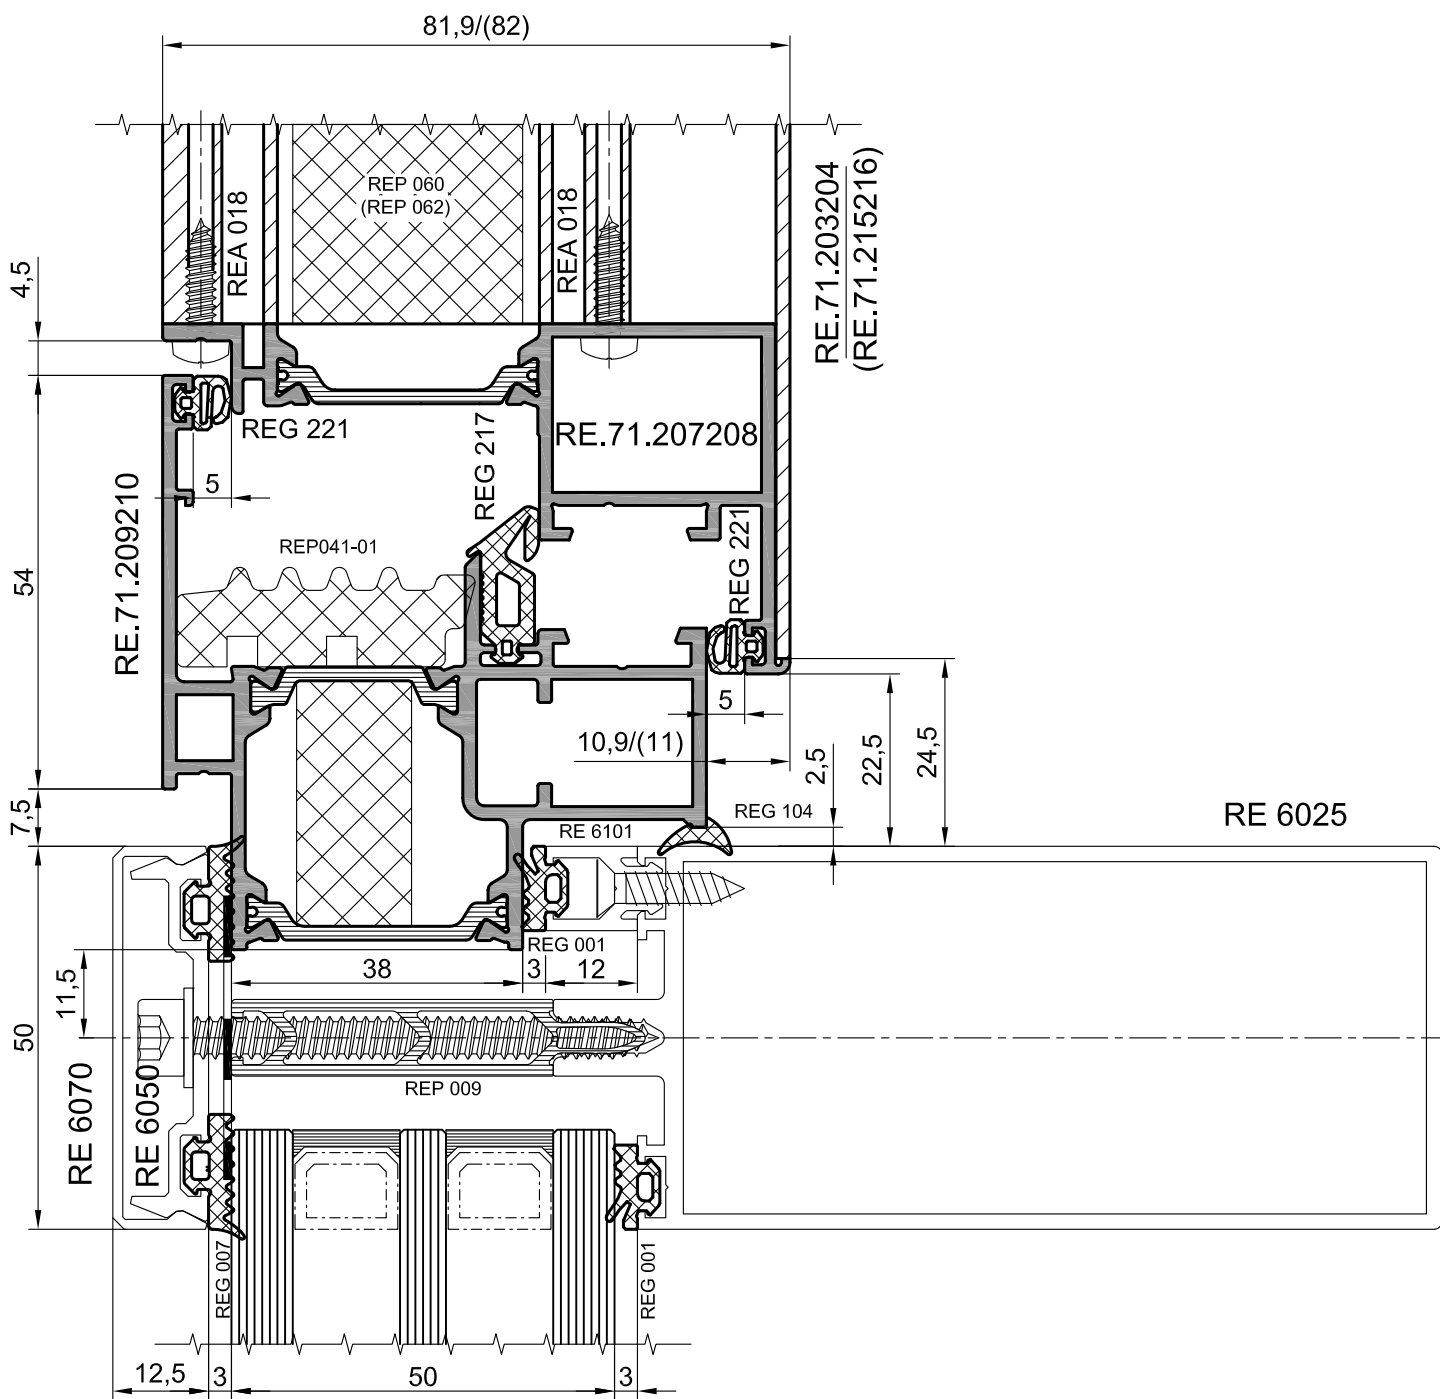 81,9/(82)
REP 060
(REP 062)
REA 018
REA 018
RE.71.203204
(RE.71.215216)
4,5
REG 221
REG 217
RE.71.207208
5
RE.71.209210
REP041-01
REG 221
54
5
10,9/(11)
2,5
22,5
24,5
7,5
RE 6101
REG 104
RE 6025
REG 001
38
3
12
11,5
50
RE 6070
RE 6050
REP 009
REG 007
REG 001
12,5
3
50
3